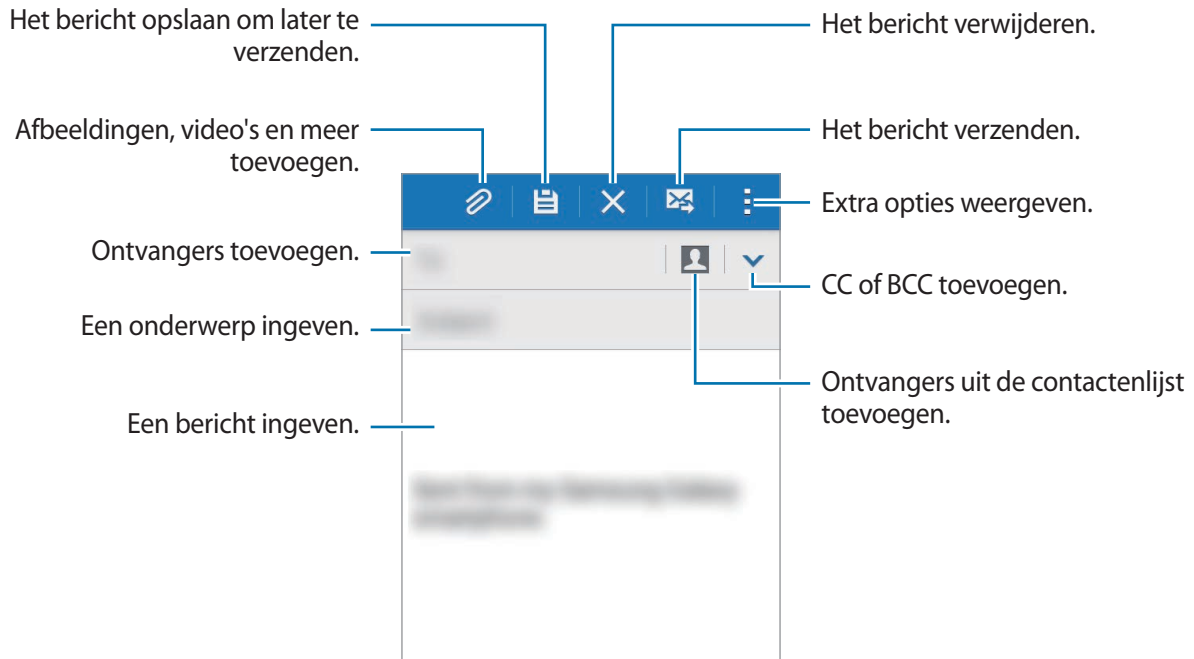 Het bericht opslaan om later te
verzenden.
Afbeeldingen, video's en meer
toevoegen.
Ontvangers toevoegen.
Een onderwerp ingeven.
Een bericht ingeven.
Het bericht verwijderen.
Het bericht verzenden.
Extra opties weergeven.
CC of BCC toevoegen.
Ontvangers uit de contactenlijst
toevoegen.